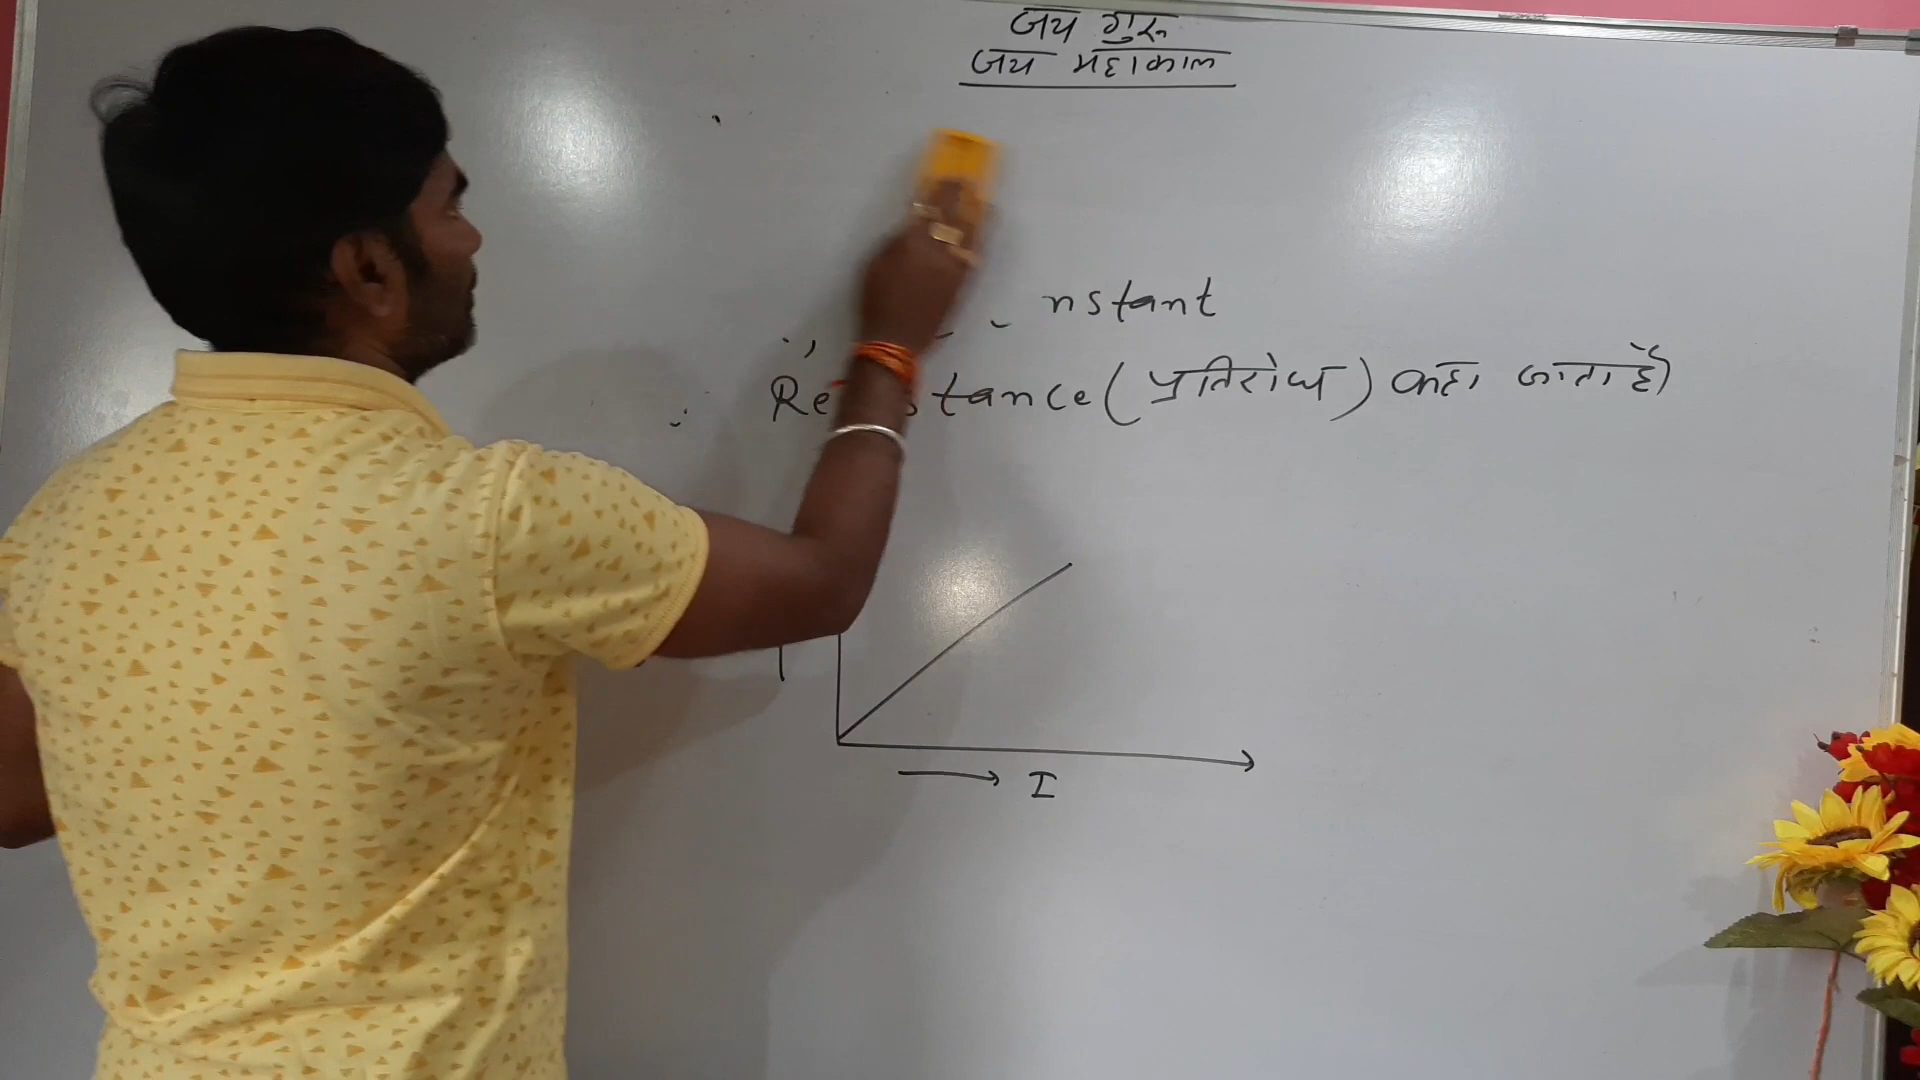 जय गुरू
जय महाकाल
nstant
Re stance (प्रतिरोध) कहा जाता है)
I